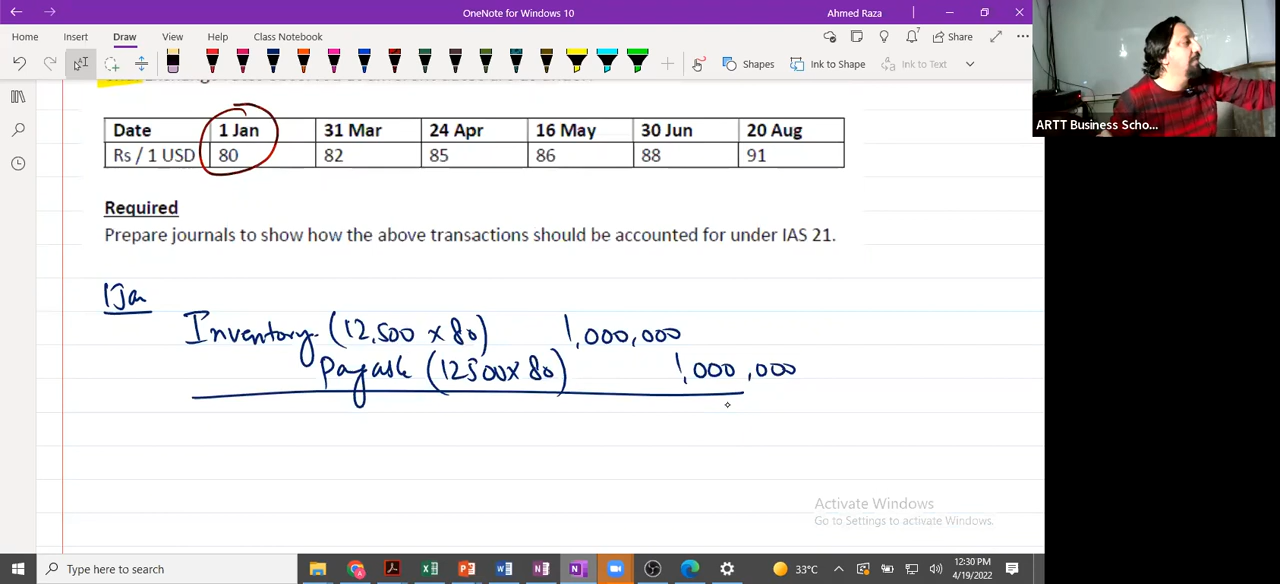 OneNote for Windows 10
Ahmed Raza
Home Insert Draw View Help Class Notebook
Share
Shapes
Ink to Shape
Ink to Text
ARTT Business Scho...
Date 1 Jan 31 Mar 24 Apr 16 May 30 Jun 20 Aug
Rs / 1 USD 80 82 85 86 88 91
Required
Prepare journals to show how the above transactions should be accounted for under IAS 21.
1 Jan
Inventory (12,500 x 80) 1,000,000
(12500 x 80) 1,000,000
Activate Windows
Go to Settings to activate Windows.
Type here to search
33°C
12:30 PM
4/19/2022